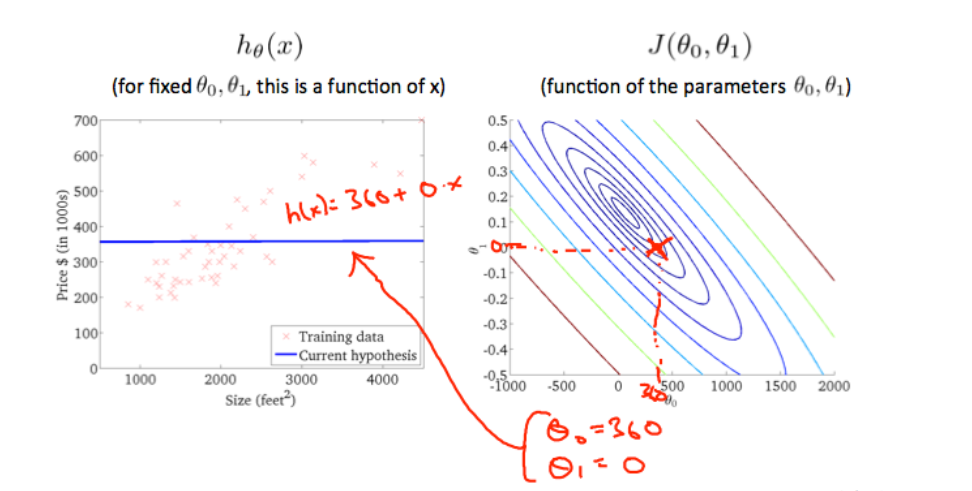 hθ(x)
(for fixed θ₀, θ₁, this is a function of x)
700
600
500
400
300
200
100
0
Price $ (in 1000s)
1000
2000
3000
4000
Size (feet²)
h(x) = 360 + 0·x
Training data
Current hypothesis
J(θ₀, θ₁)
(function of the parameters θ₀, θ₁)
0.5
0.4
0.3
0.2
0.1
0
-0.1
-0.2
-0.3
-0.4
-0.5
θ₁
-1000
-500
0
500
1000
1500
2000
360
θ₀
θ₀ = 360
θ₁ = 0